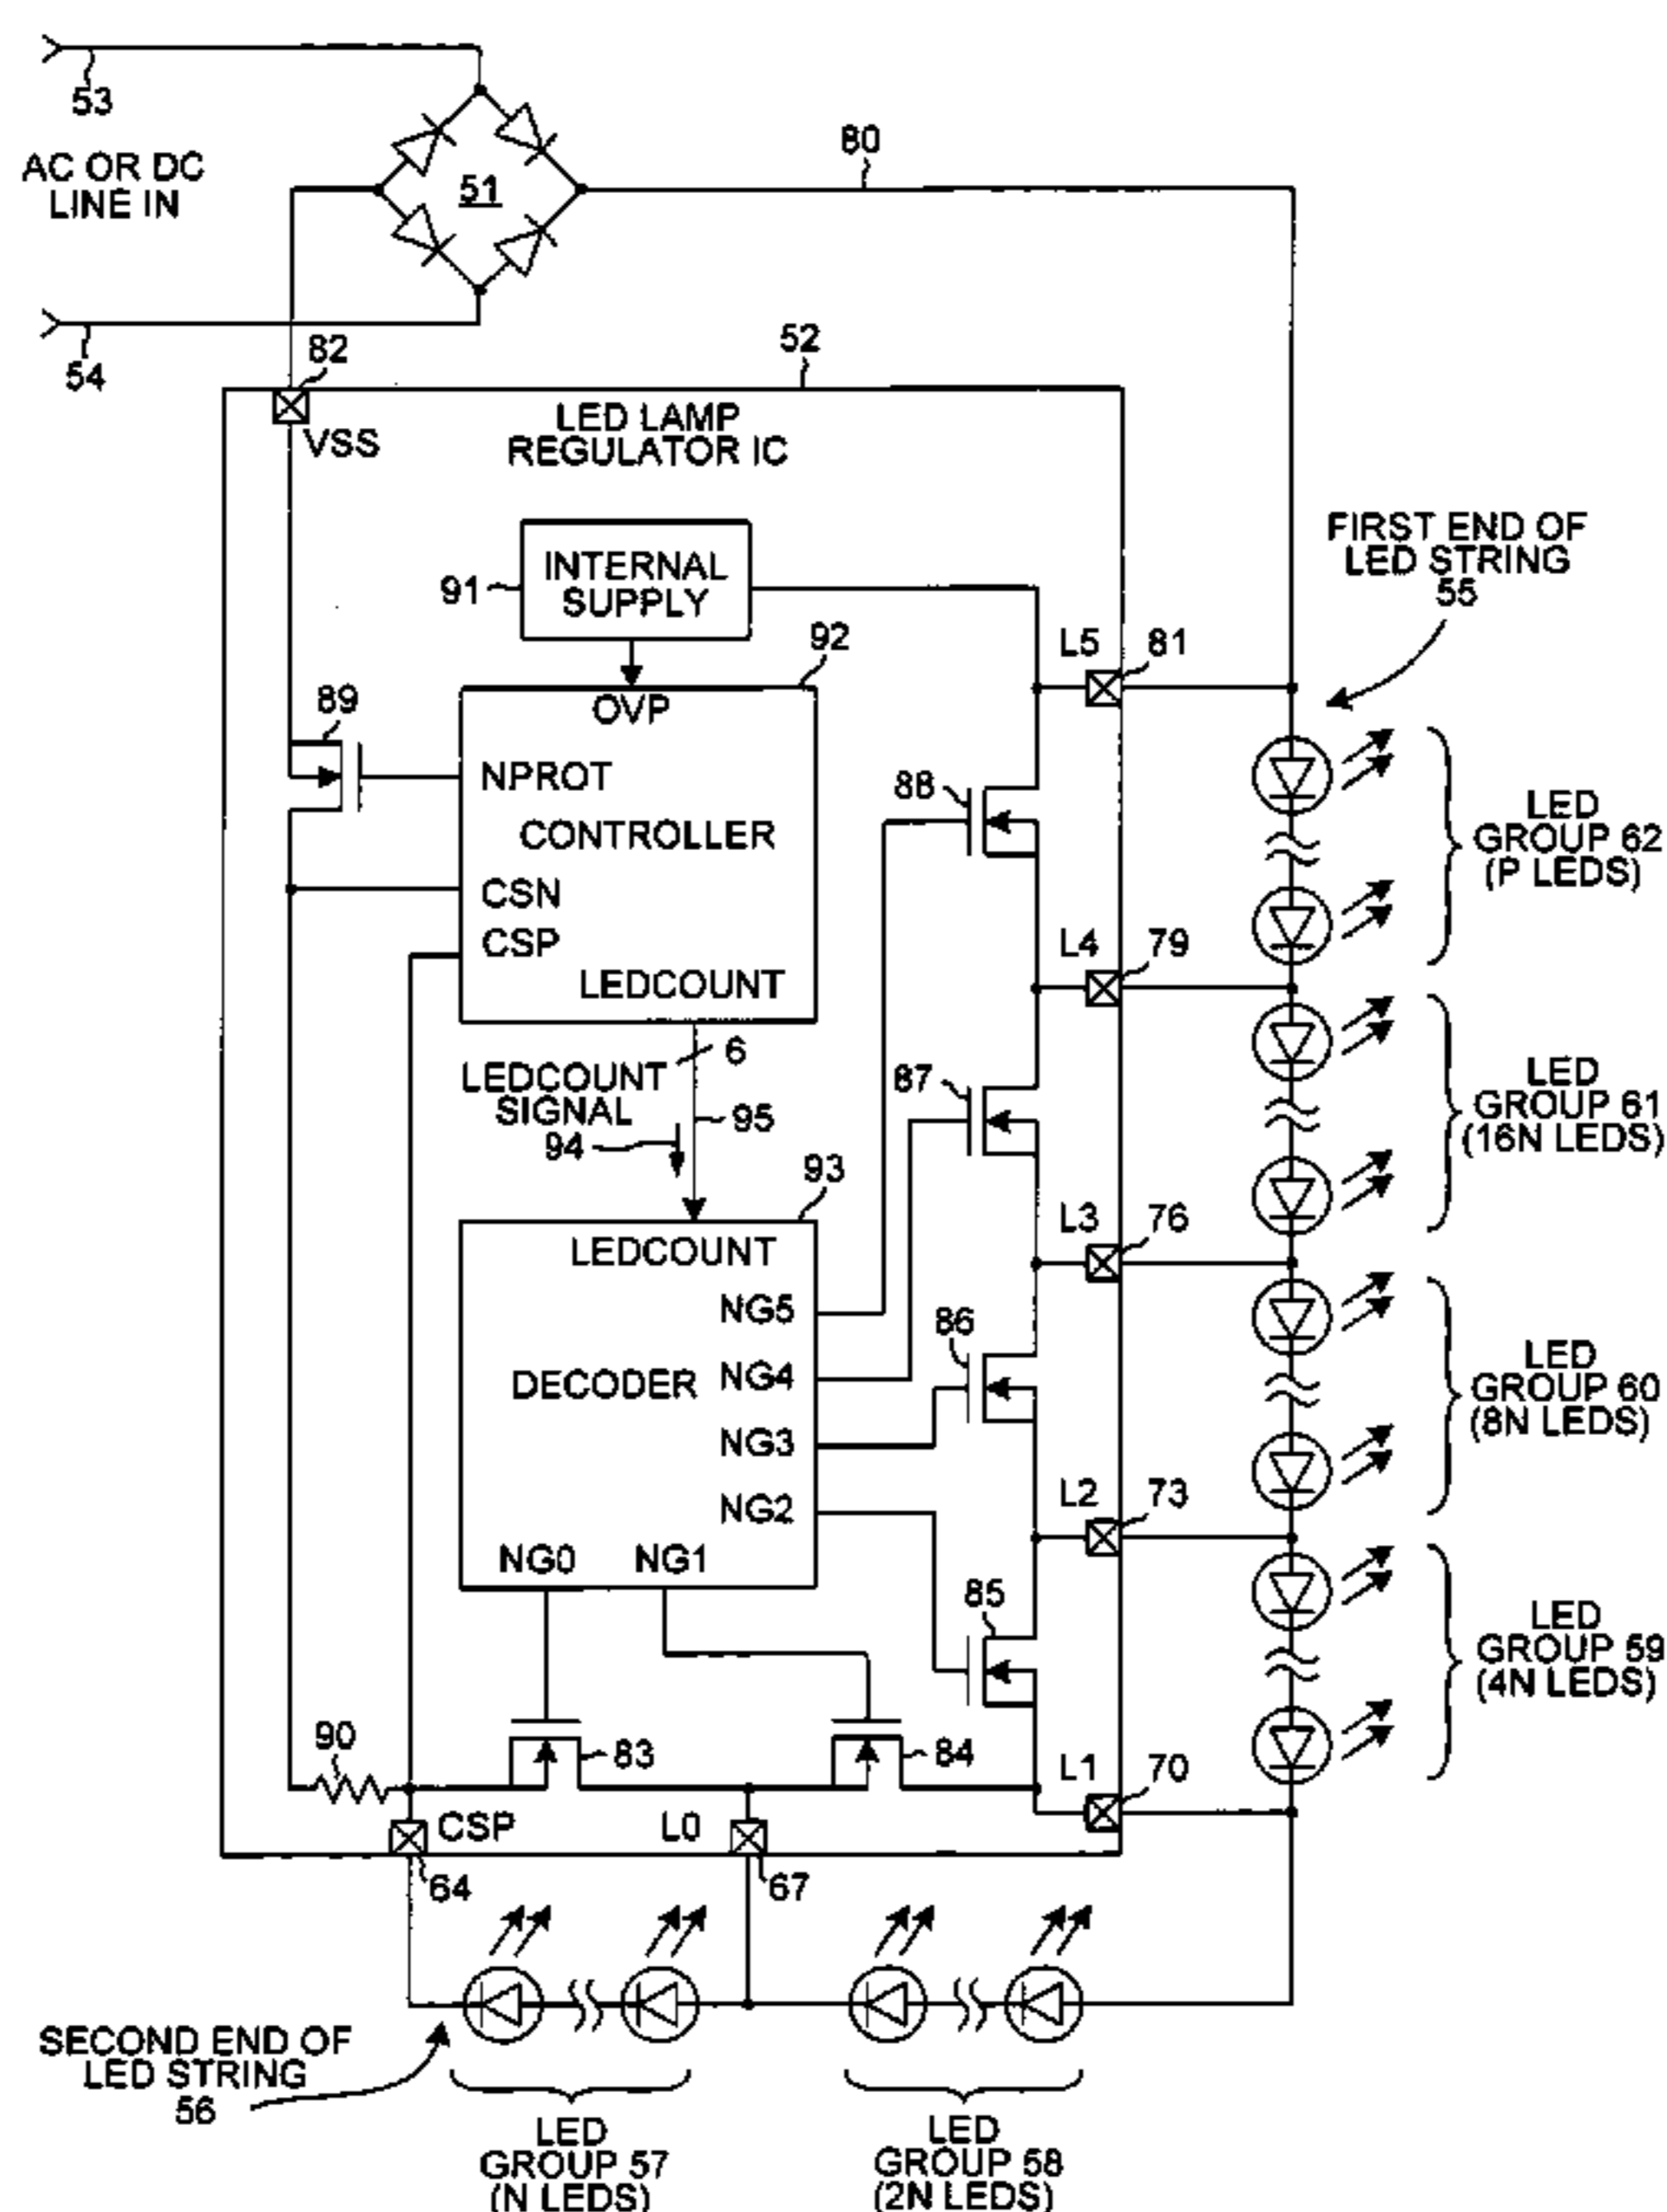 53
AC OR DC
LINE IN
54
51
80
82
52
VSS
LED LAMP
REGULATOR IC
FIRST END OF
LED STRING
55
91
INTERNAL
SUPPLY
92
L5
81
89
OVP
NPROT
CONTROLLER
CSN
CSP
LEDCOUNT
88
LED
GROUP 62
(P LEDS)
L4
79
6
LEDCOUNT
SIGNAL
94
95
87
LED
GROUP 61
(16N LEDS)
93
L3
76
LEDCOUNT
NG5
DECODER
NG4
NG3
NG2
NG0
NG1
86
LED
GROUP 60
(8N LEDS)
L2
73
85
LED
GROUP 59
(4N LEDS)
90
83
84
L1
70
CSP
L0
64
67
SECOND END OF
LED STRING
56
LED
GROUP 57
(N LEDS)
LED
GROUP 58
(2N LEDS)